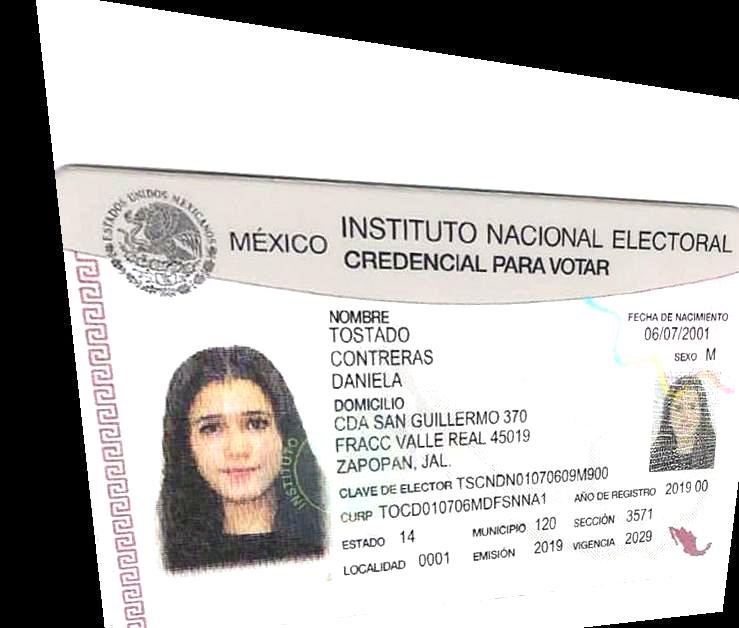 ESTADOS UNIDOS MEXICANOS
MÉXICO INSTITUTO NACIONAL ELECTORAL
CREDENCIAL PARA VOTAR
NOMBRE
TOSTADO
CONTRERAS
DANIELA
FECHA DE NACIMIENTO
06/07/2001
SEXO M
DOMICILIO
CDA SAN GUILLERMO 370
FRACC VALLE REAL 45019
ZAPOPAN, JAL.
CLAVE DE ELECTOR TSCNDN01070609M900
CURP TOCD010706MDFSNNA1 AÑO DE REGISTRO 2019 00
ESTADO 14 MUNICIPIO 120 SECCIÓN 3571
LOCALIDAD 0001 EMISIÓN 2019 VIGENCIA 2029
INSTITUTO